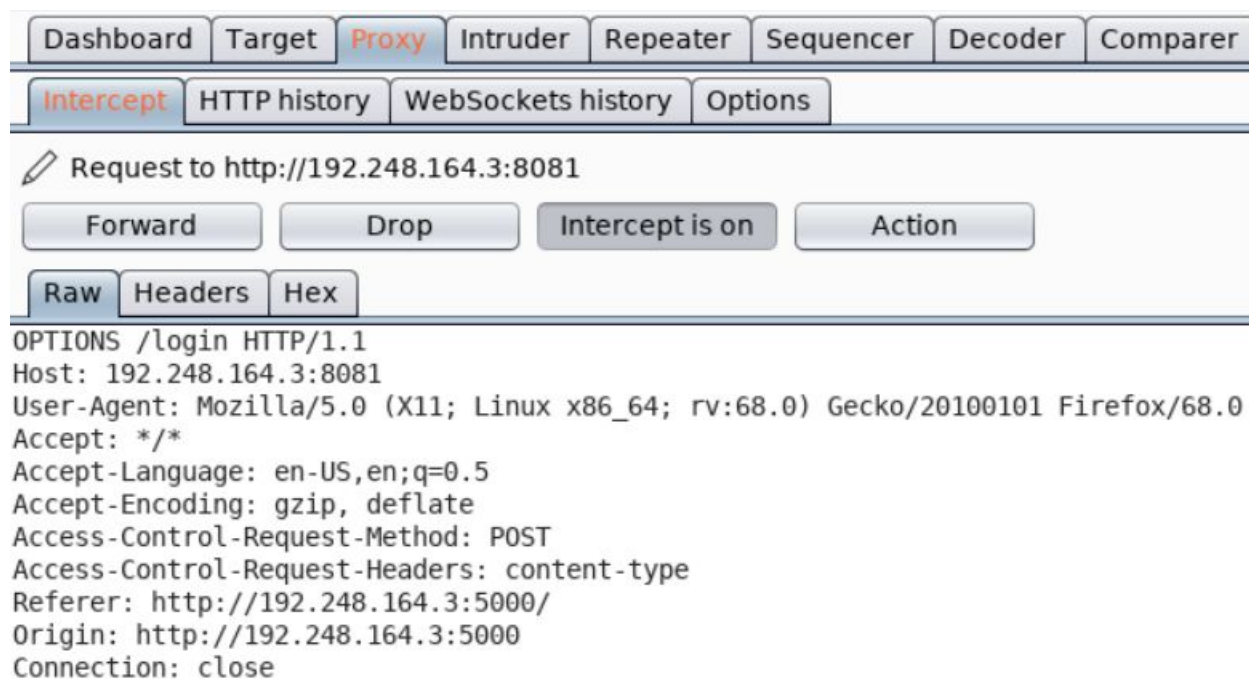 Dashboard Target Proxy Intruder Repeater Sequencer Decoder Comparer
Intercept HTTP history WebSockets history Options
Request to http://192.248.164.3:8081
Forward Drop Intercept is on Action
Raw Headers Hex
OPTIONS /login HTTP/1.1
Host: 192.248.164.3:8081
User-Agent: Mozilla/5.0 (X11; Linux x86_64; rv:68.0) Gecko/20100101 Firefox/68.0
Accept: */*
Accept-Language: en-US,en;q=0.5
Accept-Encoding: gzip, deflate
Access-Control-Request-Method: POST
Access-Control-Request-Headers: content-type
Referer: http://192.248.164.3:5000/
Origin: http://192.248.164.3:5000
Connection: close